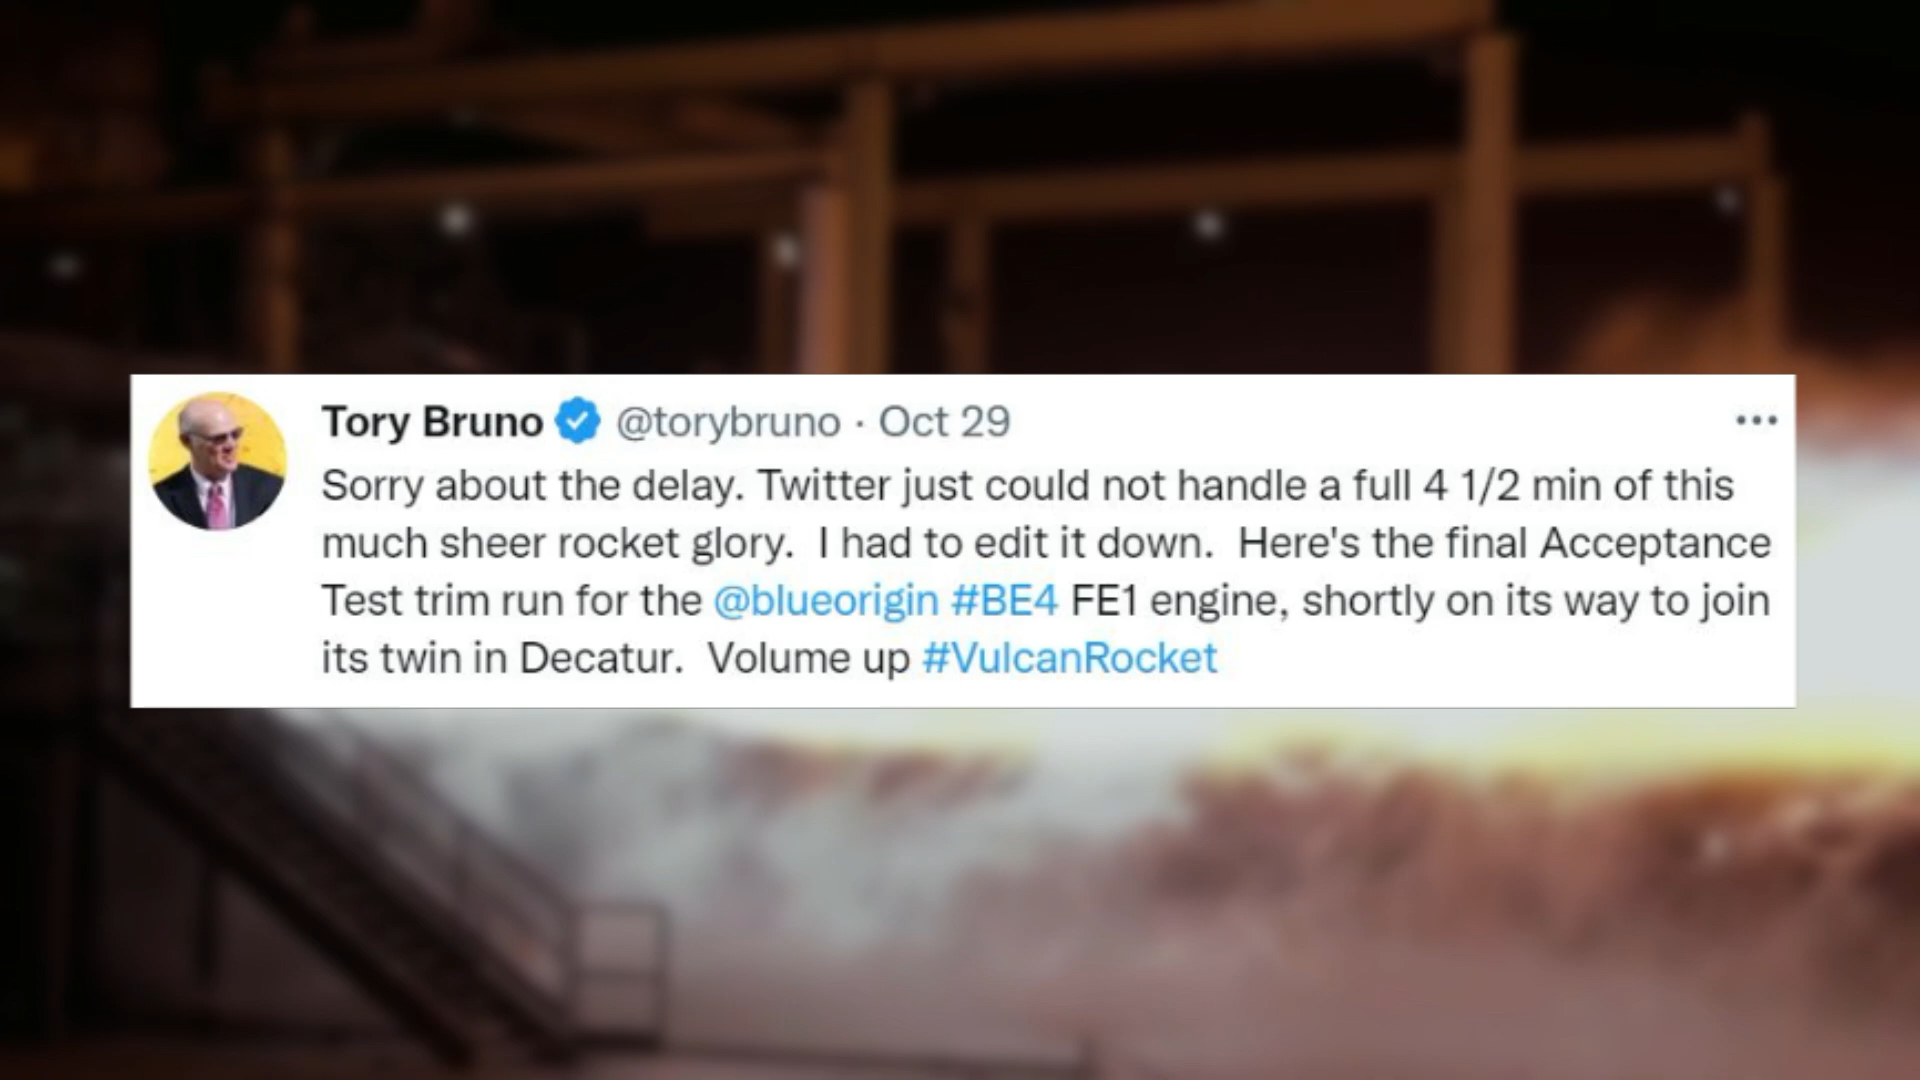 Tory Bruno @torybruno · Oct 29
Sorry about the delay. Twitter just could not handle a full 4 1/2 min of this
much sheer rocket glory.  I had to edit it down.  Here's the final Acceptance
Test trim run for the @blueorigin #BE4 FE1 engine, shortly on its way to join
its twin in Decatur.  Volume up #VulcanRocket